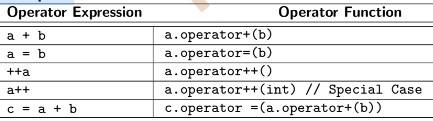 Operator Expression Operator Function
a + b a.operator+(b)
a = b a.operator=(b)
++a a.operator++()
a++ a.operator++(int) // Special Case
c = a + b c.operator =(a.operator+(b))